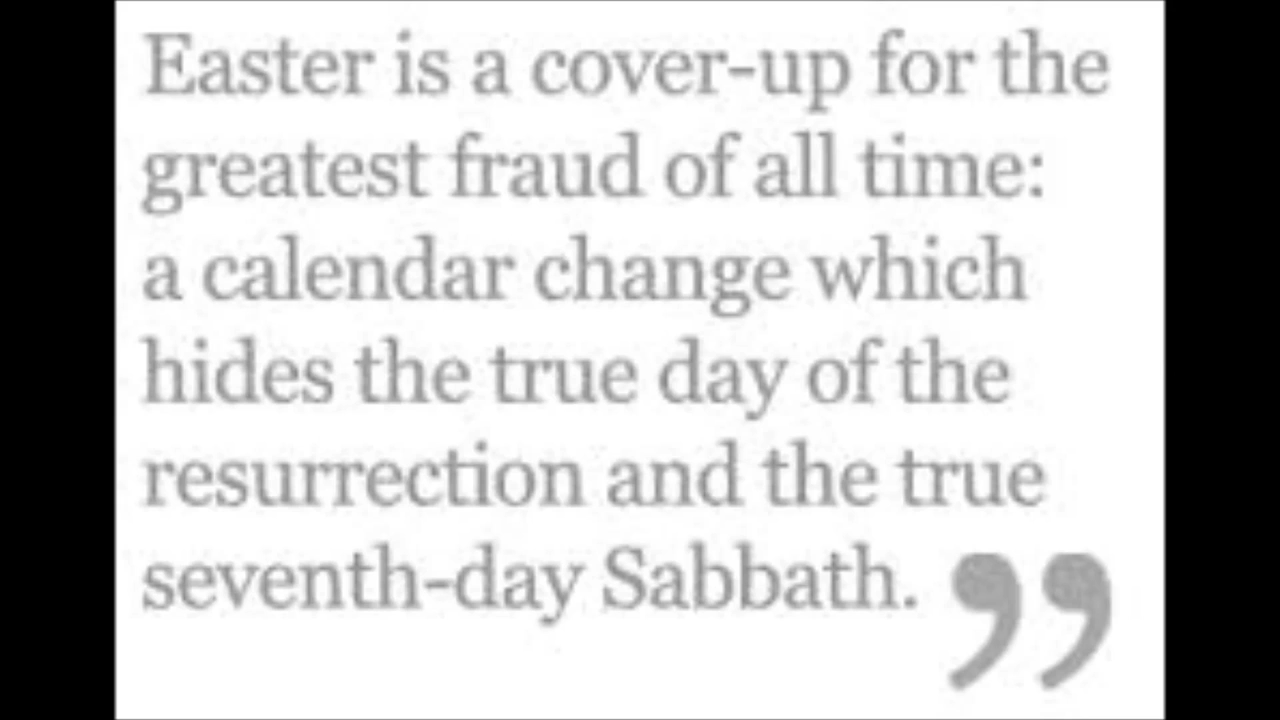 Easter is a cover-up for the
greatest fraud of all time:
a calendar change which
hides the true day of the
resurrection and the true
seventh-day Sabbath. ”